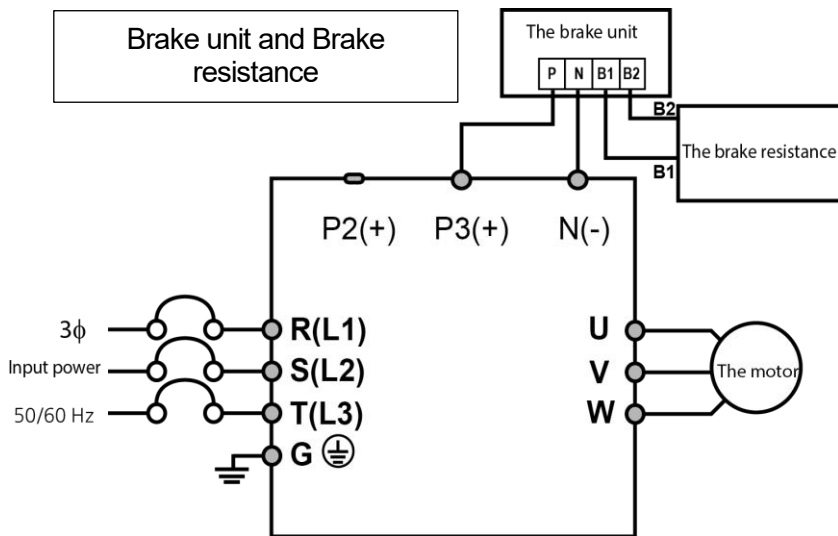 Brake unit and Brake
resistance
The brake unit
P N B1 B2
B2
The brake resistance
B1
P2(+) P3(+) N(-)
3ϕ
R(L1)
U
Input power
S(L2)
V
The motor
50/60 Hz
T(L3)
W
G